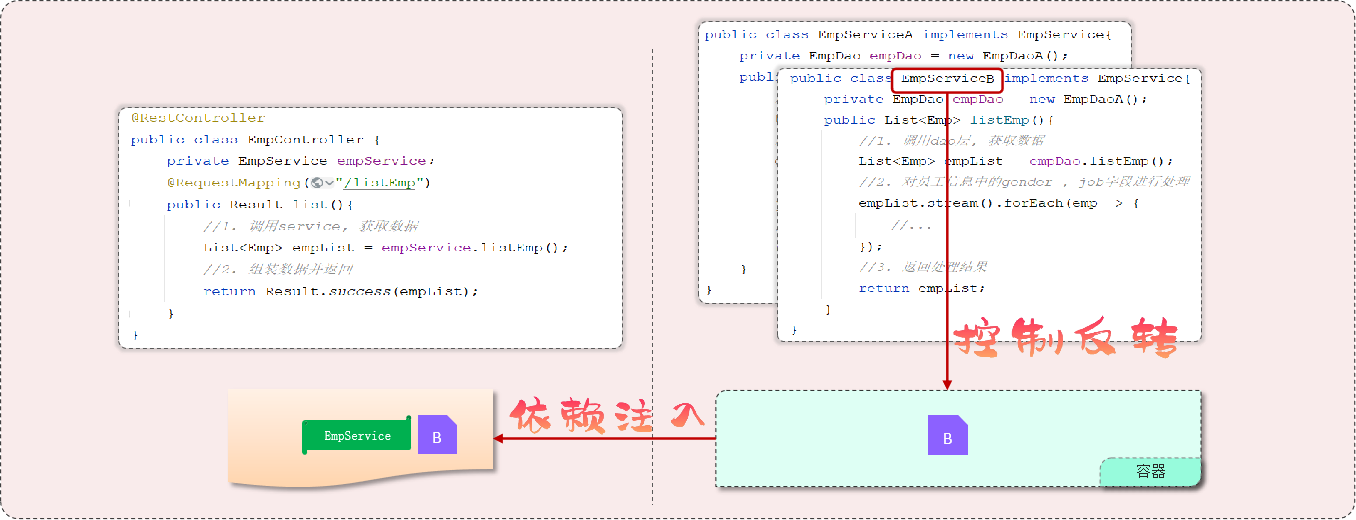 @RestController
public class EmpController {
private EmpService empService;
@RequestMapping("/listEmp")
public Result list(){
//1. 调用service, 获取数据
List<Emp> empList = empService.listEmp();
//2. 组装数据并返回
return Result.success(empList);
}
}
public class EmpServiceA implements EmpService{
private EmpDao empDao = new EmpDaoA();
publ
}
}
public class EmpServiceB implements EmpService{
private EmpDao empDao new EmpDaoA();
public List<Emp> listEmp(){
//1. 调用dao层, 获取数据
List<Emp> empList empDao.listEmp();
//2. 对员工信息中的gender , job字段进行处理
empList.stream().forEach(emp > {
//...
});
//3. 返回处理结果
return empList;
}
}
控制反转
依赖注入
EmpService
B
B
容器